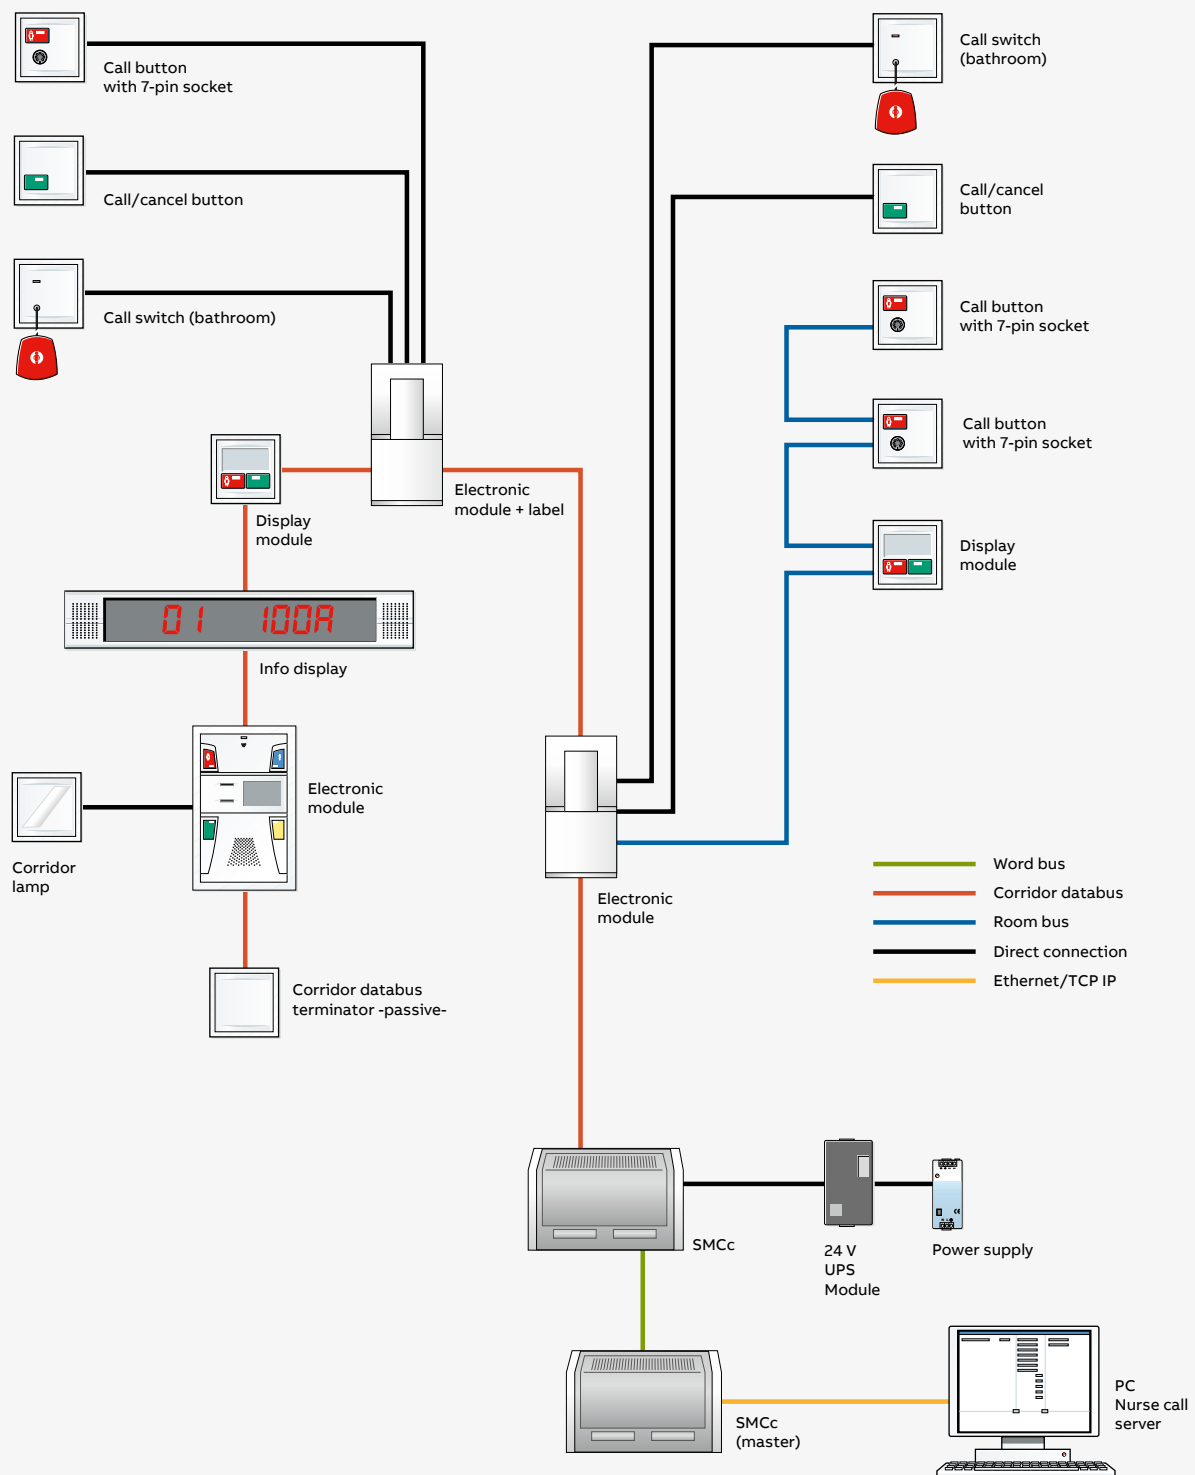 Call button
with 7-pin socket
Call/cancel button
Call switch (bathroom)
Electronic
module + label
Display
module
01 100A
Info display
Electronic
module
Corridor
lamp
Corridor databus
terminator -passive-
Call switch
(bathroom)
Call/cancel
button
Call button
with 7-pin socket
Call button
with 7-pin socket
Display
module
Electronic
module
Word bus
Corridor databus
Room bus
Direct connection
Ethernet/TCP IP
SMCc
24 V
UPS
Module
CE
Power supply
SMCc
(master)
PC
Nurse call
server